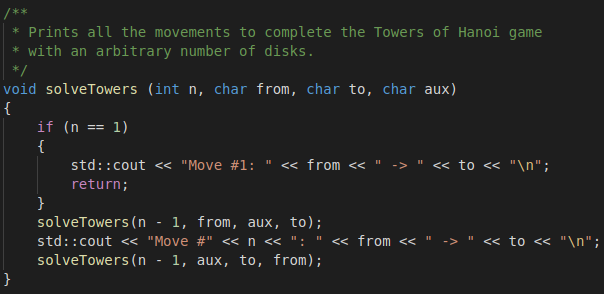 /**
 * Prints all the movements to complete the Towers of Hanoi game
 * with an arbitrary number of disks.
 */
void solveTowers (int n, char from, char to, char aux)
{
    if (n == 1)
    {
        std::cout << "Move #1: " << from << " -> " << to << "\n";
        return;
    }
    solveTowers(n - 1, from, aux, to);
    std::cout << "Move #" << n << ": " << from << " -> " << to << "\n";
    solveTowers(n - 1, aux, to, from);
}